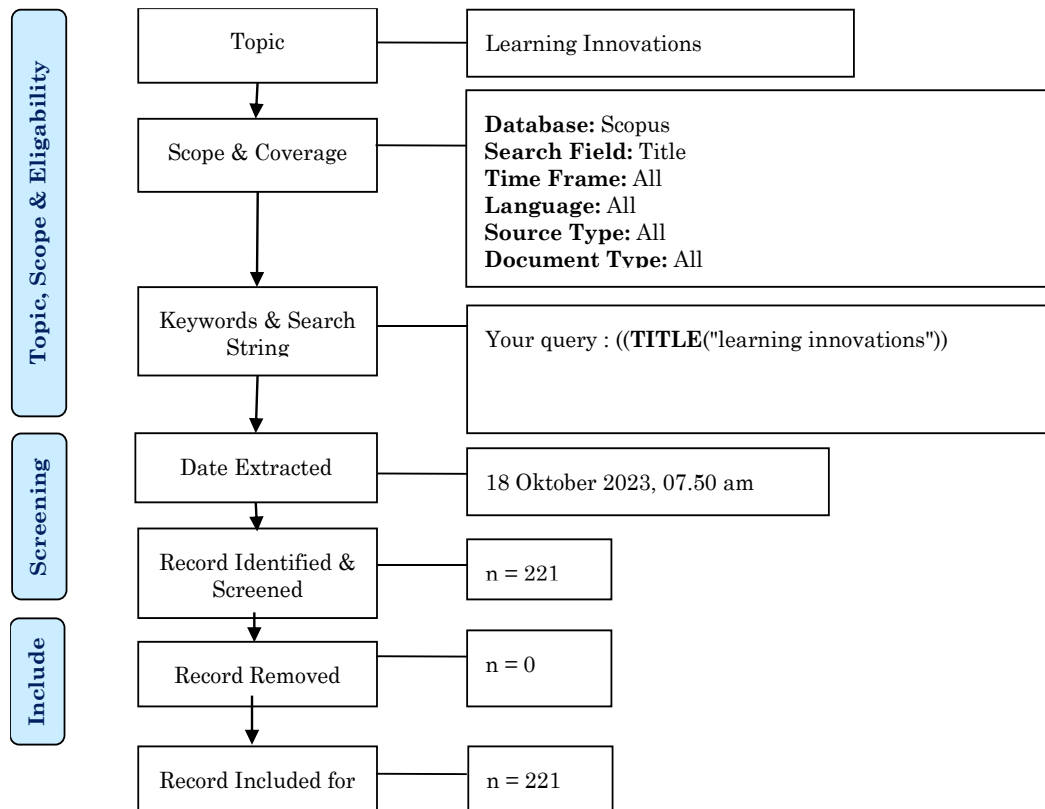 Topic, Scope & Eligability
Topic
Learning Innovations
Scope & Coverage
Database: Scopus
Search Field: Title
Time Frame: All
Language: All
Source Type: All
Document Type: All
Keywords & Search
String
Your query : ((TITLE("learning innovations"))
Screening
Date Extracted
18 Oktober 2023, 07.50 am
Record Identified &
Screened
n = 221
Include
Record Removed
n = 0
Record Included for
n = 221